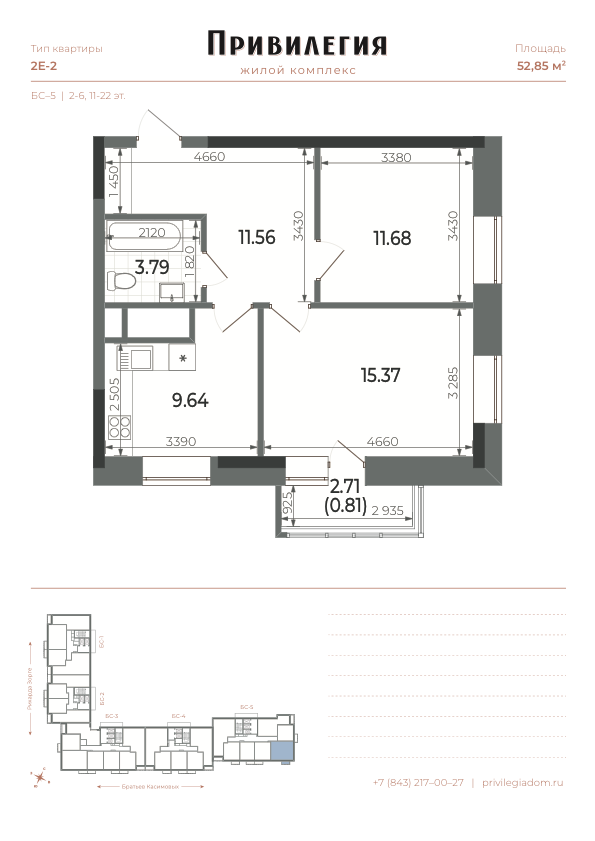 Тип квартиры
2Е-2
ПРИВИЛЕГИЯ
жилой комплекс
Площадь
52,85 м²
БС–5 | 2-6, 11-22 эт.
4660
3380
1 450
3430
3430
2120
11.56
11.68
3.79
1 820
15.37
3 285
2 505
9.64
*
3390
4660
2.71
(0.81)
925
2 935
БС-1
Рихарда Зорге
БС-2
БС-3
БС-4
БС-5
Братьев Касимовых
+7 (843) 217–00–27 | privilegiadom.ru